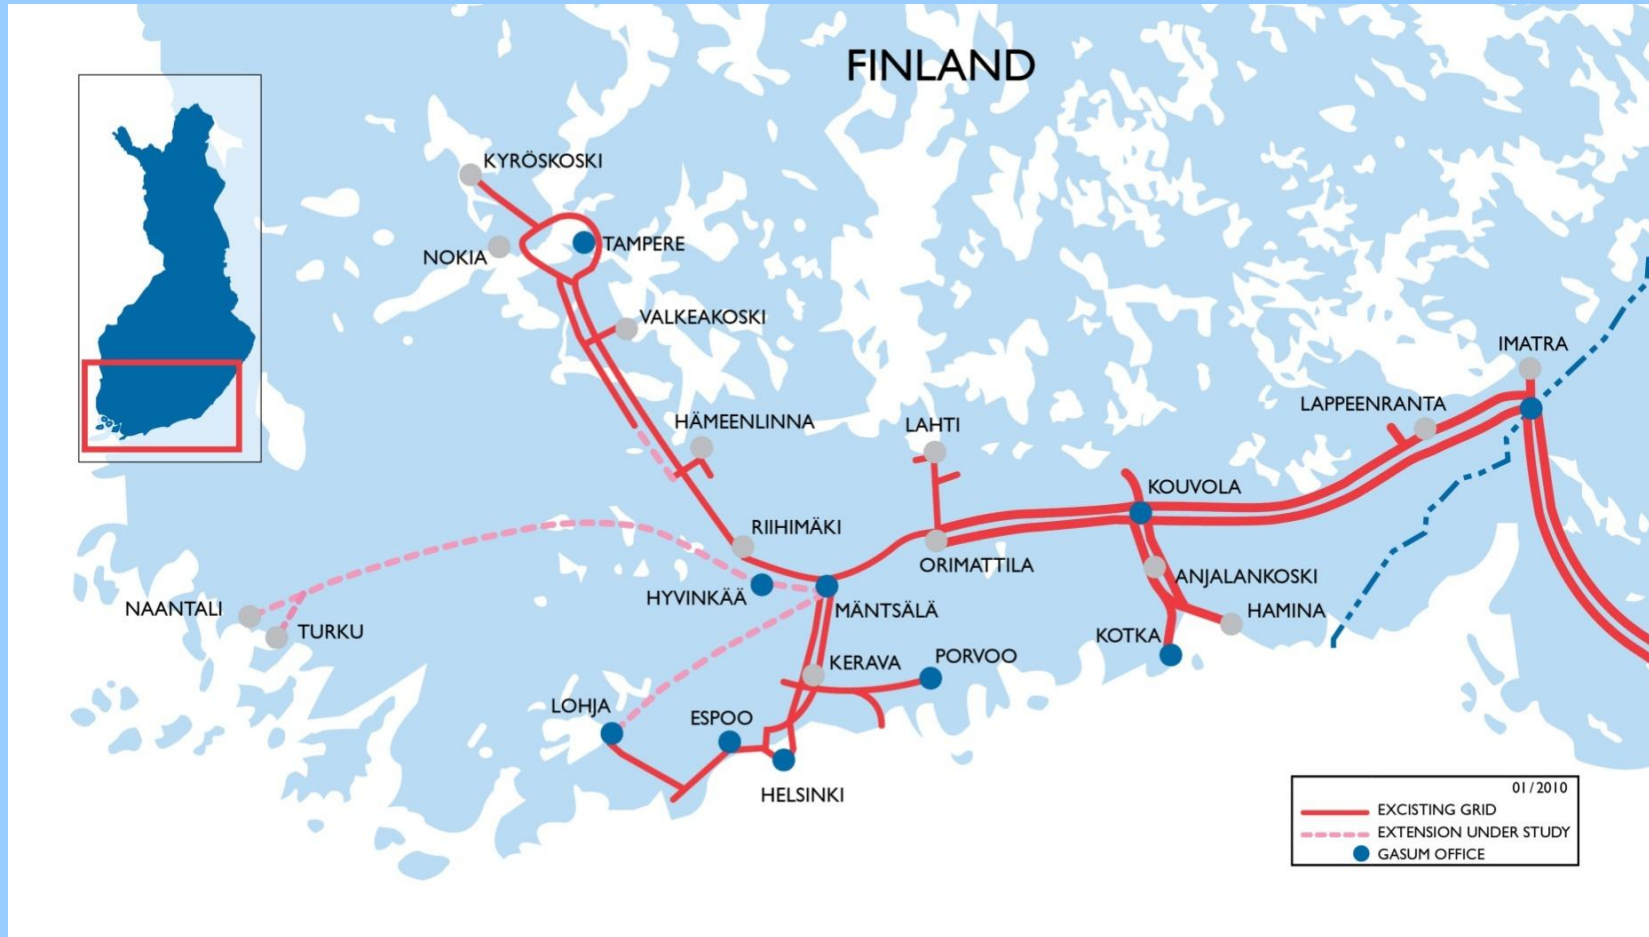 FINLAND
KYRÖSKOSKI
TAMPERE
NOKIA
VALKEAKOSKI
IMATRA
LAPPEENRANTA
HÄMEENLINNA
LAHTI
KOUVOLA
RIIHIMÄKI
ORIMATTILA
ANJALANKOSKI
HYVINKÄÄ
MÄNTSÄLÄ
HAMINA
NAANTALI
TURKU
KOTKA
KERAVA
PORVOO
LOHJA
ESPOO
HELSINKI
01/2010
EXCISTING GRID
EXTENSION UNDER STUDY
GASUM OFFICE